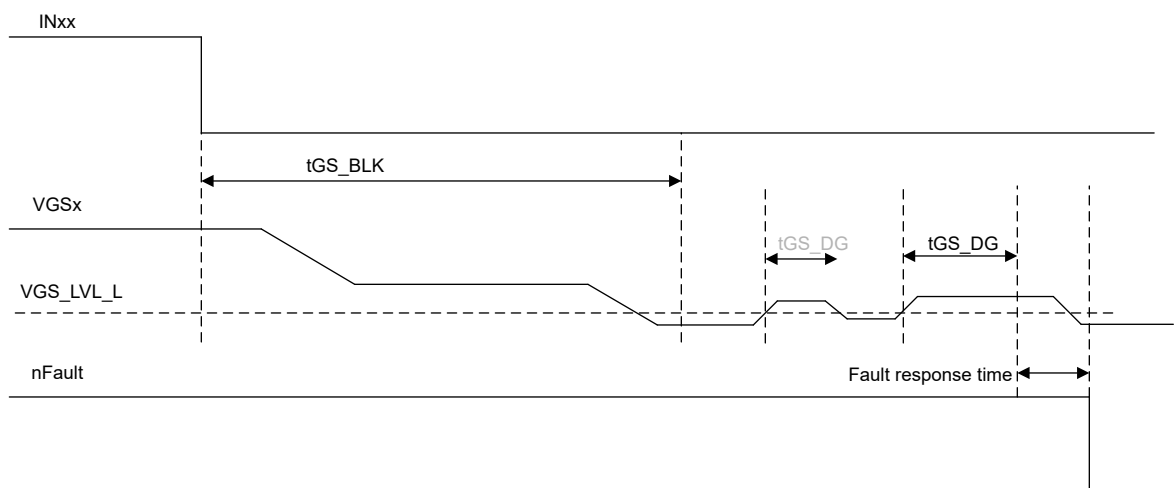 INxx
tGS_BLK
VGSx
tGS_DG
tGS_DG
VGS_LVL_L
nFault
Fault response time